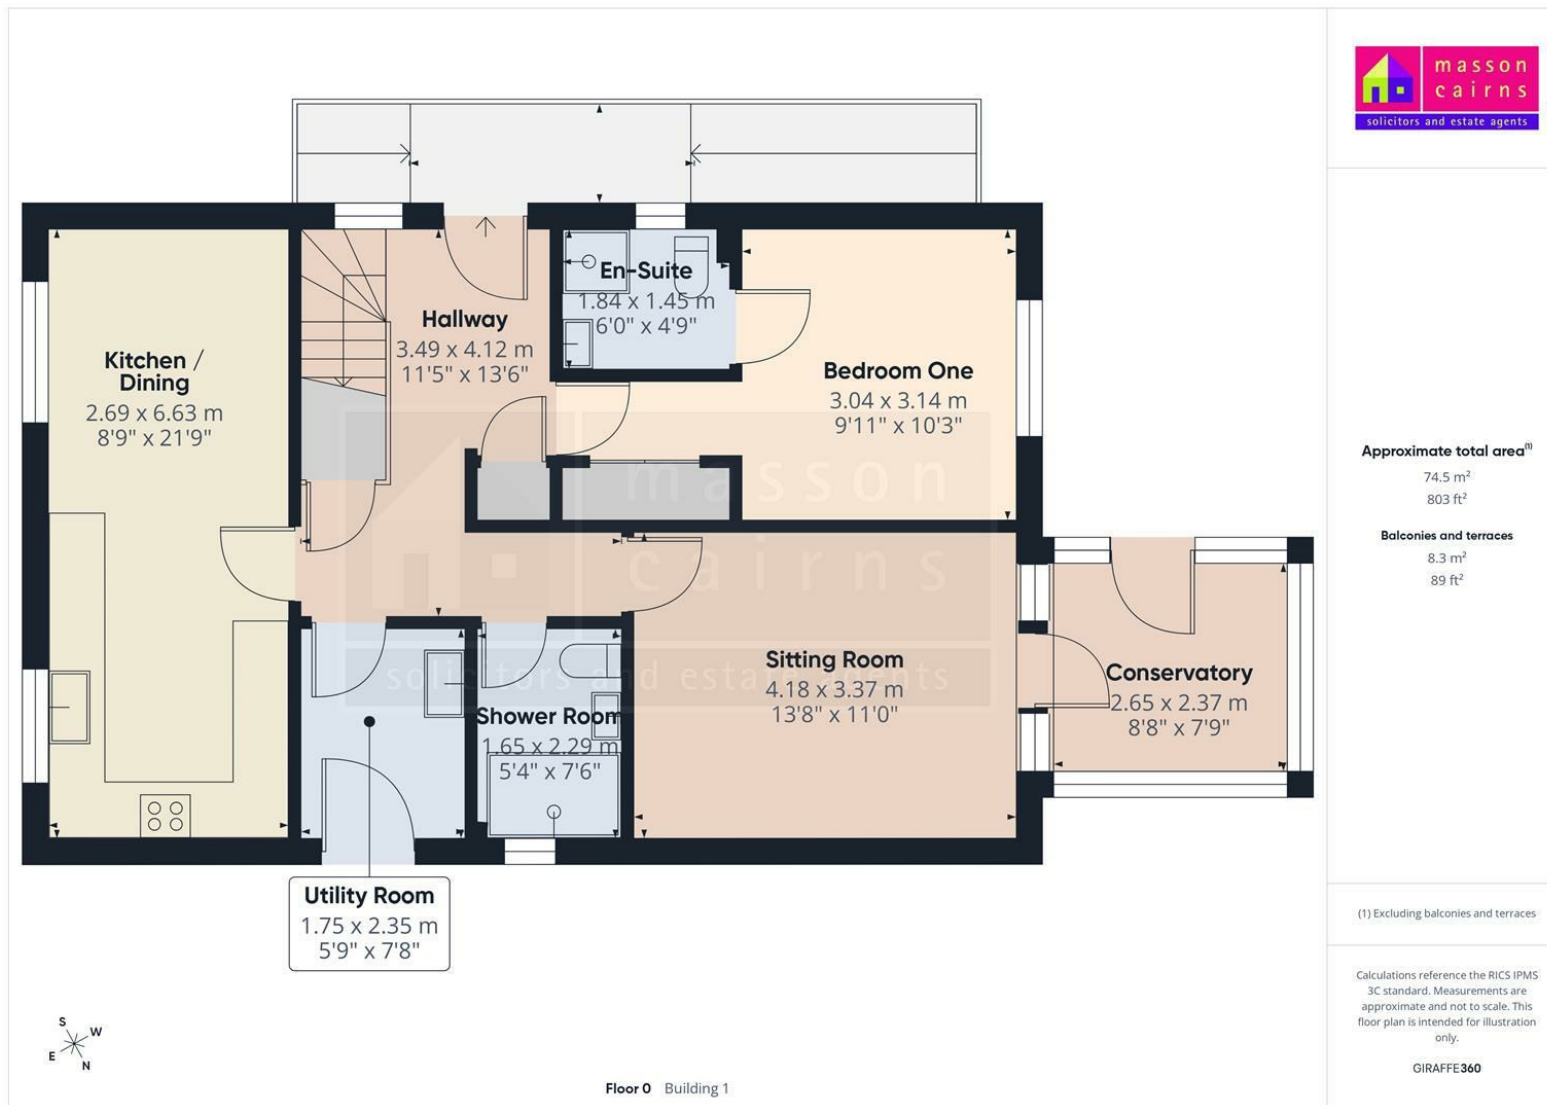 masson
cairns
solicitors and estate agents
Kitchen /
Dining
2.69 x 6.63 m
8'9" x 21'9"
Hallway
3.49 x 4.12 m
11'5" x 13'6"
En-Suite
1.84 x 1.45 m
6'0" x 4'9"
Bedroom One
3.04 x 3.14 m
9'11" x 10'3"
masson
cairns
solicitors and estate agents
Sitting Room
4.18 x 3.37 m
13'8" x 11'0"
Conservatory
2.65 x 2.37 m
8'8" x 7'9"
Shower Room
1.65 x 2.29 m
5'4" x 7'6"
Utility Room
1.75 x 2.35 m
5'9" x 7'8"
S
W
E
N
Floor 0 Building 1
Approximate total area(1)
74.5 m²
803 ft²
Balconies and terraces
8.3 m²
89 ft²
(1) Excluding balconies and terraces
Calculations reference the RICS IPMS
3C standard. Measurements are
approximate and not to scale. This
floor plan is intended for illustration
only.
GIRAFFE360